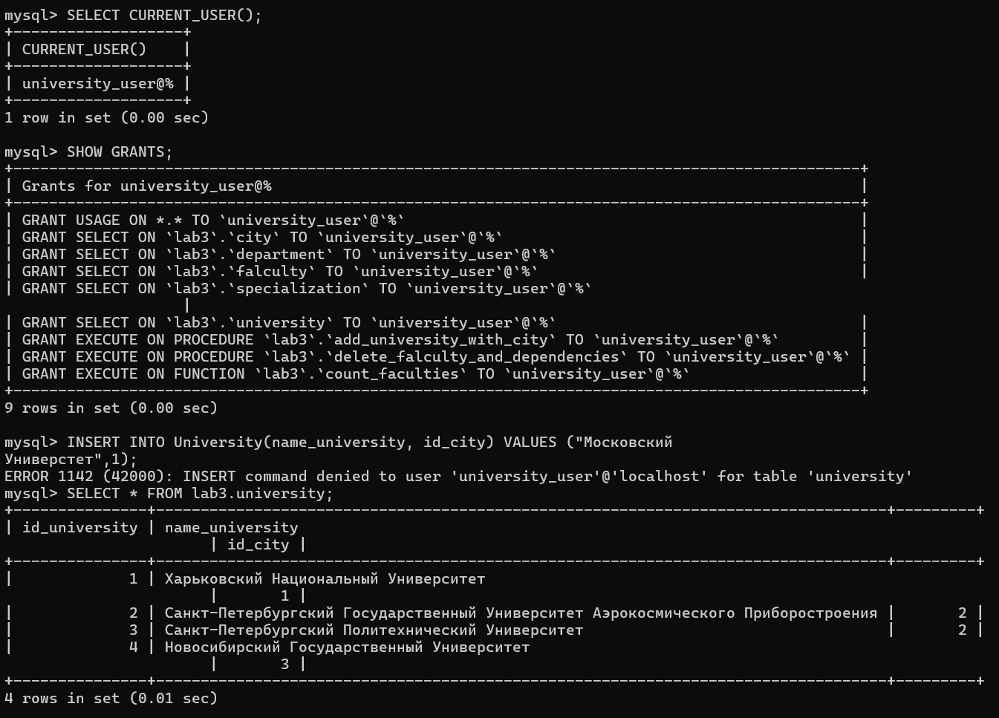 mysql> SELECT CURRENT_USER();
+-------------------+
| CURRENT_USER()    |
+-------------------+
| university_user@% |
+-------------------+
1 row in set (0.00 sec)

mysql> SHOW GRANTS;
+-----------------------------------------------------------------------------------------------+
| Grants for university_user@%                                                                  |
+-----------------------------------------------------------------------------------------------+
| GRANT USAGE ON *.* TO `university_user`@`%`                                                   |
| GRANT SELECT ON `lab3`.`city` TO `university_user`@`%`                                        |
| GRANT SELECT ON `lab3`.`department` TO `university_user`@`%`                                  |
| GRANT SELECT ON `lab3`.`falculty` TO `university_user`@`%`                                    |
| GRANT SELECT ON `lab3`.`specialization` TO `university_user`@`%`
                    |
| GRANT SELECT ON `lab3`.`university` TO `university_user`@`%`                                  |
| GRANT EXECUTE ON PROCEDURE `lab3`.`add_university_with_city` TO `university_user`@`%`         |
| GRANT EXECUTE ON PROCEDURE `lab3`.`delete_falculty_and_dependencies` TO `university_user`@`%` |
| GRANT EXECUTE ON FUNCTION `lab3`.`count_faculties` TO `university_user`@`%`                   |
+-----------------------------------------------------------------------------------------------+
9 rows in set (0.00 sec)

mysql> INSERT INTO University(name_university, id_city) VALUES ("Московский
Универстет",1);
ERROR 1142 (42000): INSERT command denied to user 'university_user'@'localhost' for table 'university'
mysql> SELECT * FROM lab3.university;
+---------------+----------------------------------------------------------------------------------+---------+
| id_university | name_university
                       | id_city |
+---------------+----------------------------------------------------------------------------------+---------+
|             1 | Харьковский Национальный Университет
                       |       1 |
|             2 | Санкт-Петербургский Государственный Университет Аэрокосмического Приборостроения |       2 |
|             3 | Санкт-Петербургский Политехнический Университет                                  |       2 |
|             4 | Новосибирский Государственный Университет
                       |       3 |
+---------------+----------------------------------------------------------------------------------+---------+
4 rows in set (0.01 sec)